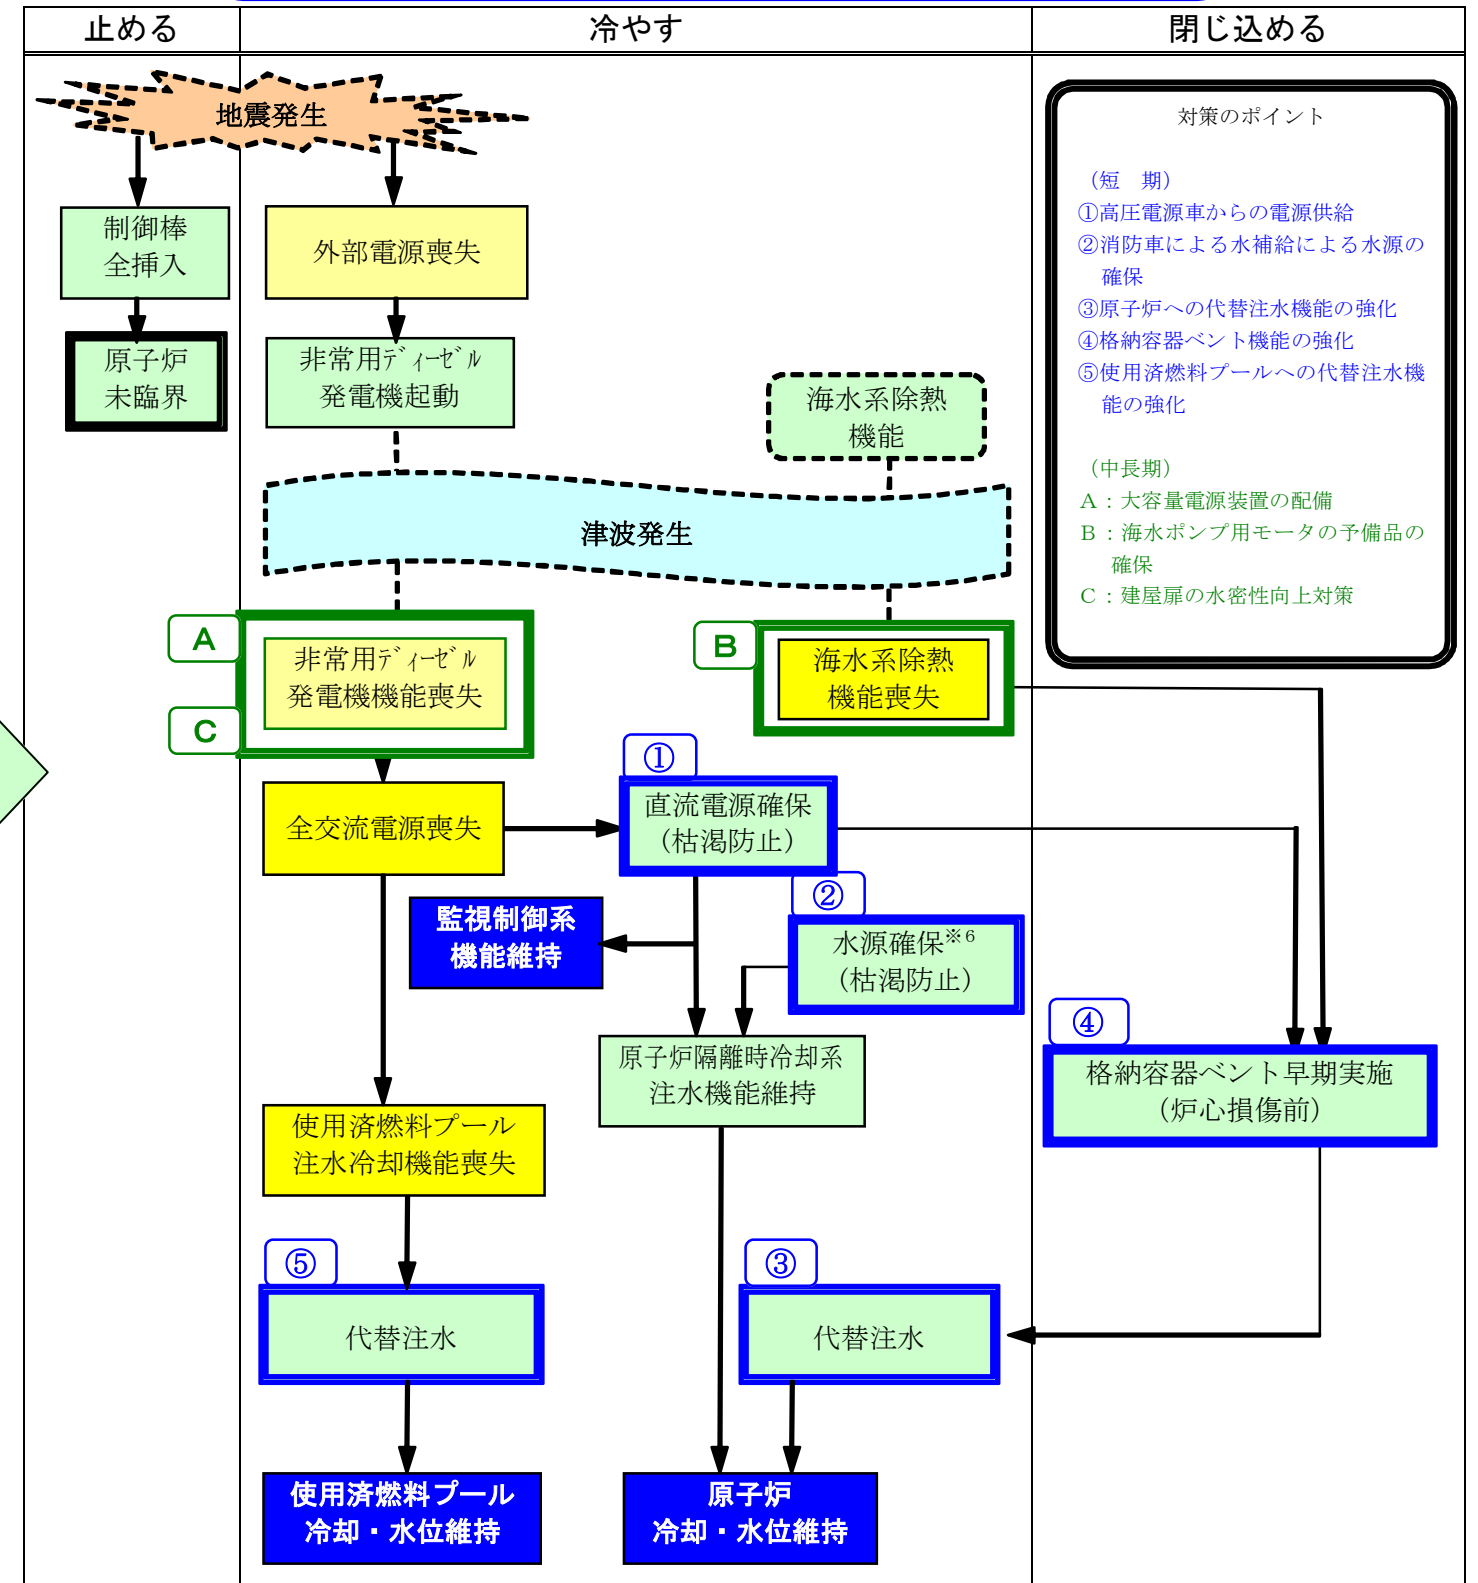 止める
冷やす
閉じ込める
地震発生
制御棒
全挿入
原子炉
未臨界
外部電源喪失
非常用ﾃﾞｨｰｾﾞﾙ
発電機起動
海水系除熱
機能
津波発生
A
C
非常用ﾃﾞｨｰｾﾞﾙ
発電機機能喪失
B
海水系除熱
機能喪失
全交流電源喪失
①
直流電源確保
（枯渇防止）
監視制御系
機能維持
②
水源確保※6
（枯渇防止）
原子炉隔離時冷却系
注水機能維持
使用済燃料プール
注水冷却機能喪失
⑤
代替注水
③
代替注水
使用済燃料プール
冷却・水位維持
原子炉
冷却・水位維持
対策のポイント
（短　期）
①高圧電源車からの電源供給
②消防車による水補給による水源の
確保
③原子炉への代替注水機能の強化
④格納容器ベント機能の強化
⑤使用済燃料プールへの代替注水機
能の強化
（中長期）
A：大容量電源装置の配備
B：海水ポンプ用モータの予備品の
確保
C：建屋扉の水密性向上対策
④
格納容器ベント早期実施
（炉心損傷前）